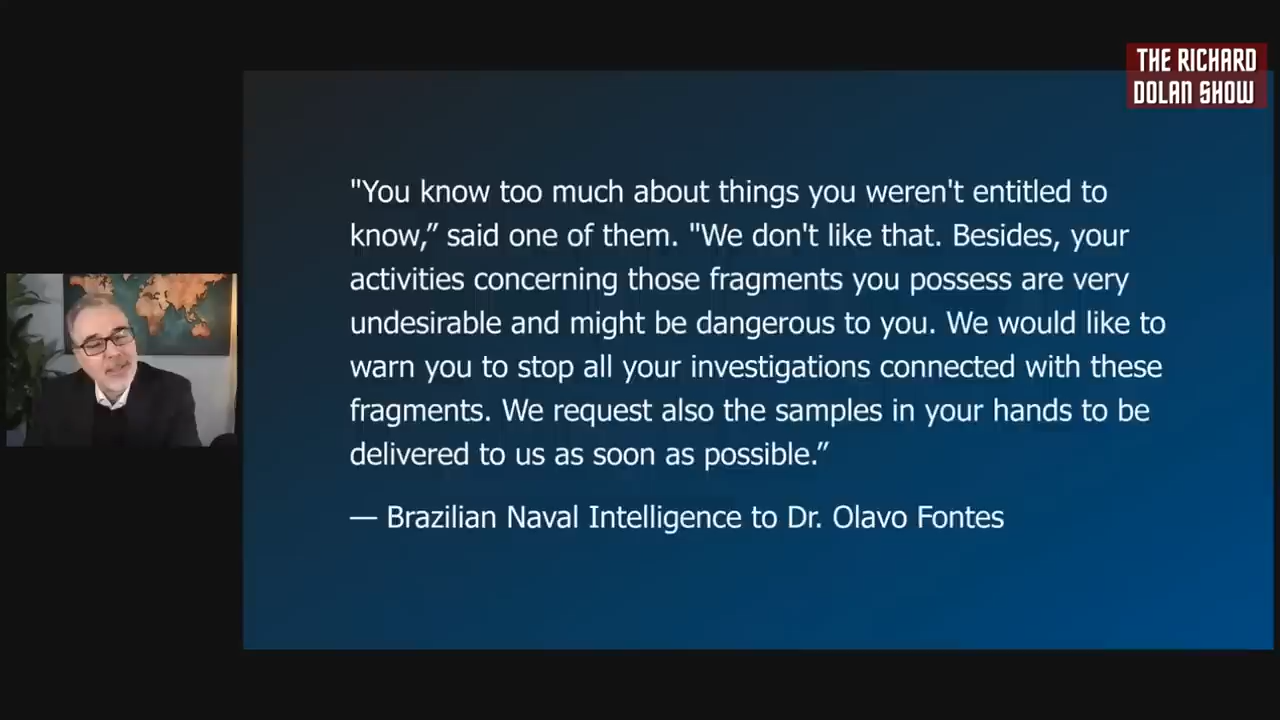 THE RICHARD
DOLAN SHOW
"You know too much about things you weren't entitled to
know,” said one of them. "We don't like that. Besides, your
activities concerning those fragments you possess are very
undesirable and might be dangerous to you. We would like to
warn you to stop all your investigations connected with these
fragments. We request also the samples in your hands to be
delivered to us as soon as possible.”
— Brazilian Naval Intelligence to Dr. Olavo Fontes